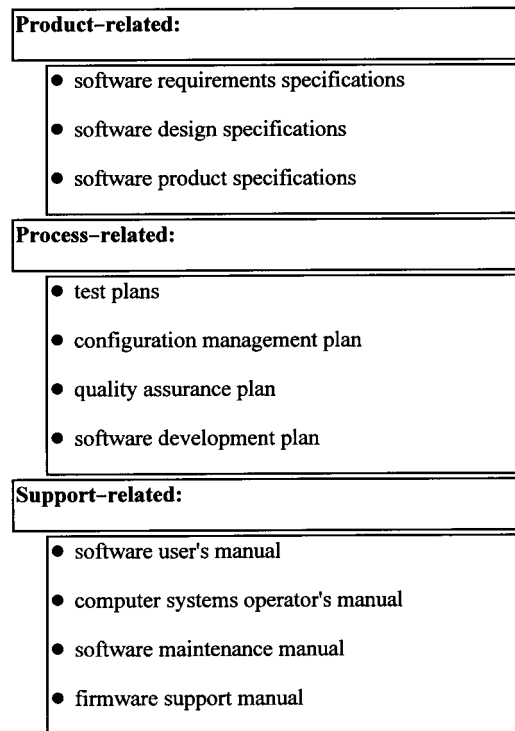 Product–related:
● software requirements specifications
● software design specifications
● software product specifications
Process–related:
● test plans
● configuration management plan
● quality assurance plan
● software development plan
Support–related:
● software user's manual
● computer systems operator's manual
● software maintenance manual
● firmware support manual